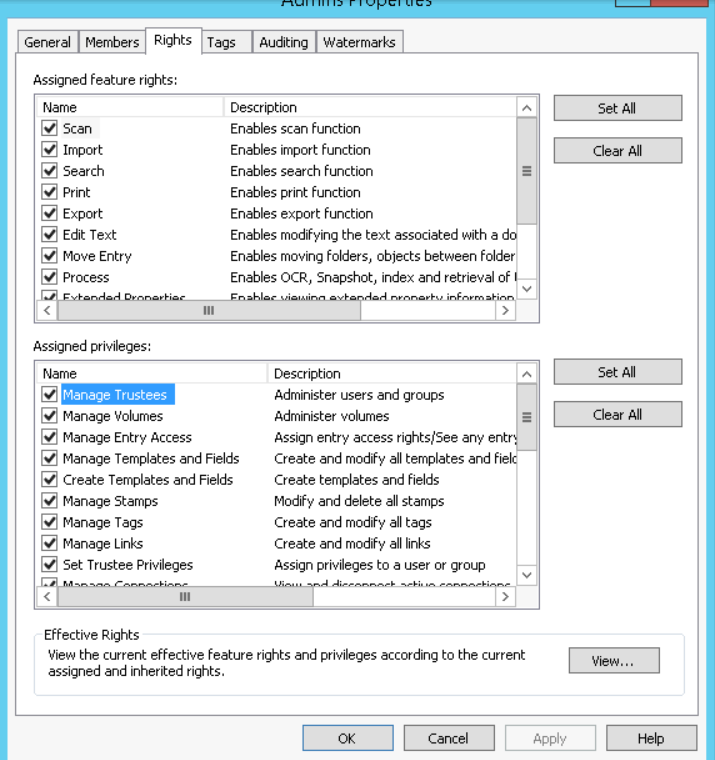 Admins Properties
General Members Rights Tags Auditing Watermarks
Assigned feature rights:
Name Description
Scan Enables scan function
Import Enables import function
Search Enables search function
Print Enables print function
Export Enables export function
Edit Text Enables modifying the text associated with a do
Move Entry Enables moving folders, objects between folder
Process Enables OCR, Snapshot, index and retrieval of
Extended Properties Enables viewing extended property information
Set All
Clear All
Assigned privileges:
Name Description
Manage Trustees Administer users and groups
Manage Volumes Administer volumes
Manage Entry Access Assign entry access rights/See any entry
Manage Templates and Fields Create and modify all templates and field
Create Templates and Fields Create templates and fields
Manage Stamps Modify and delete all stamps
Manage Tags Create and modify all tags
Manage Links Create and modify all links
Set Trustee Privileges Assign privileges to a user or group
Manage Connections View and disconnect active connections
Set All
Clear All
Effective Rights
View the current effective feature rights and privileges according to the current
assigned and inherited rights.
View...
OK Cancel Apply Help